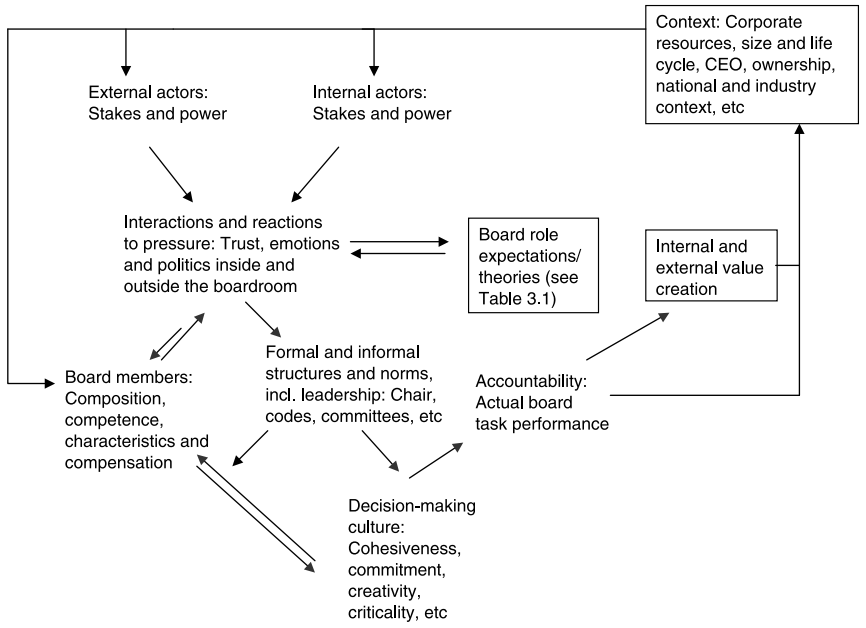 Context: Corporate
resources, size and life
cycle, CEO, ownership,
national and industry
context, etc
External actors:
Stakes and power
Internal actors:
Stakes and power
Interactions and reactions
to pressure: Trust, emotions
and politics inside and
outside the boardroom
Board role
expectations/
theories (see
Table 3.1)
Internal and
external value
creation
Board members:
Composition,
competence,
characteristics and
compensation
Formal and informal
structures and norms,
incl. leadership: Chair,
codes, committees, etc
Accountability:
Actual board
task performance
Decision-making
culture:
Cohesiveness,
commitment,
creativity,
criticality, etc